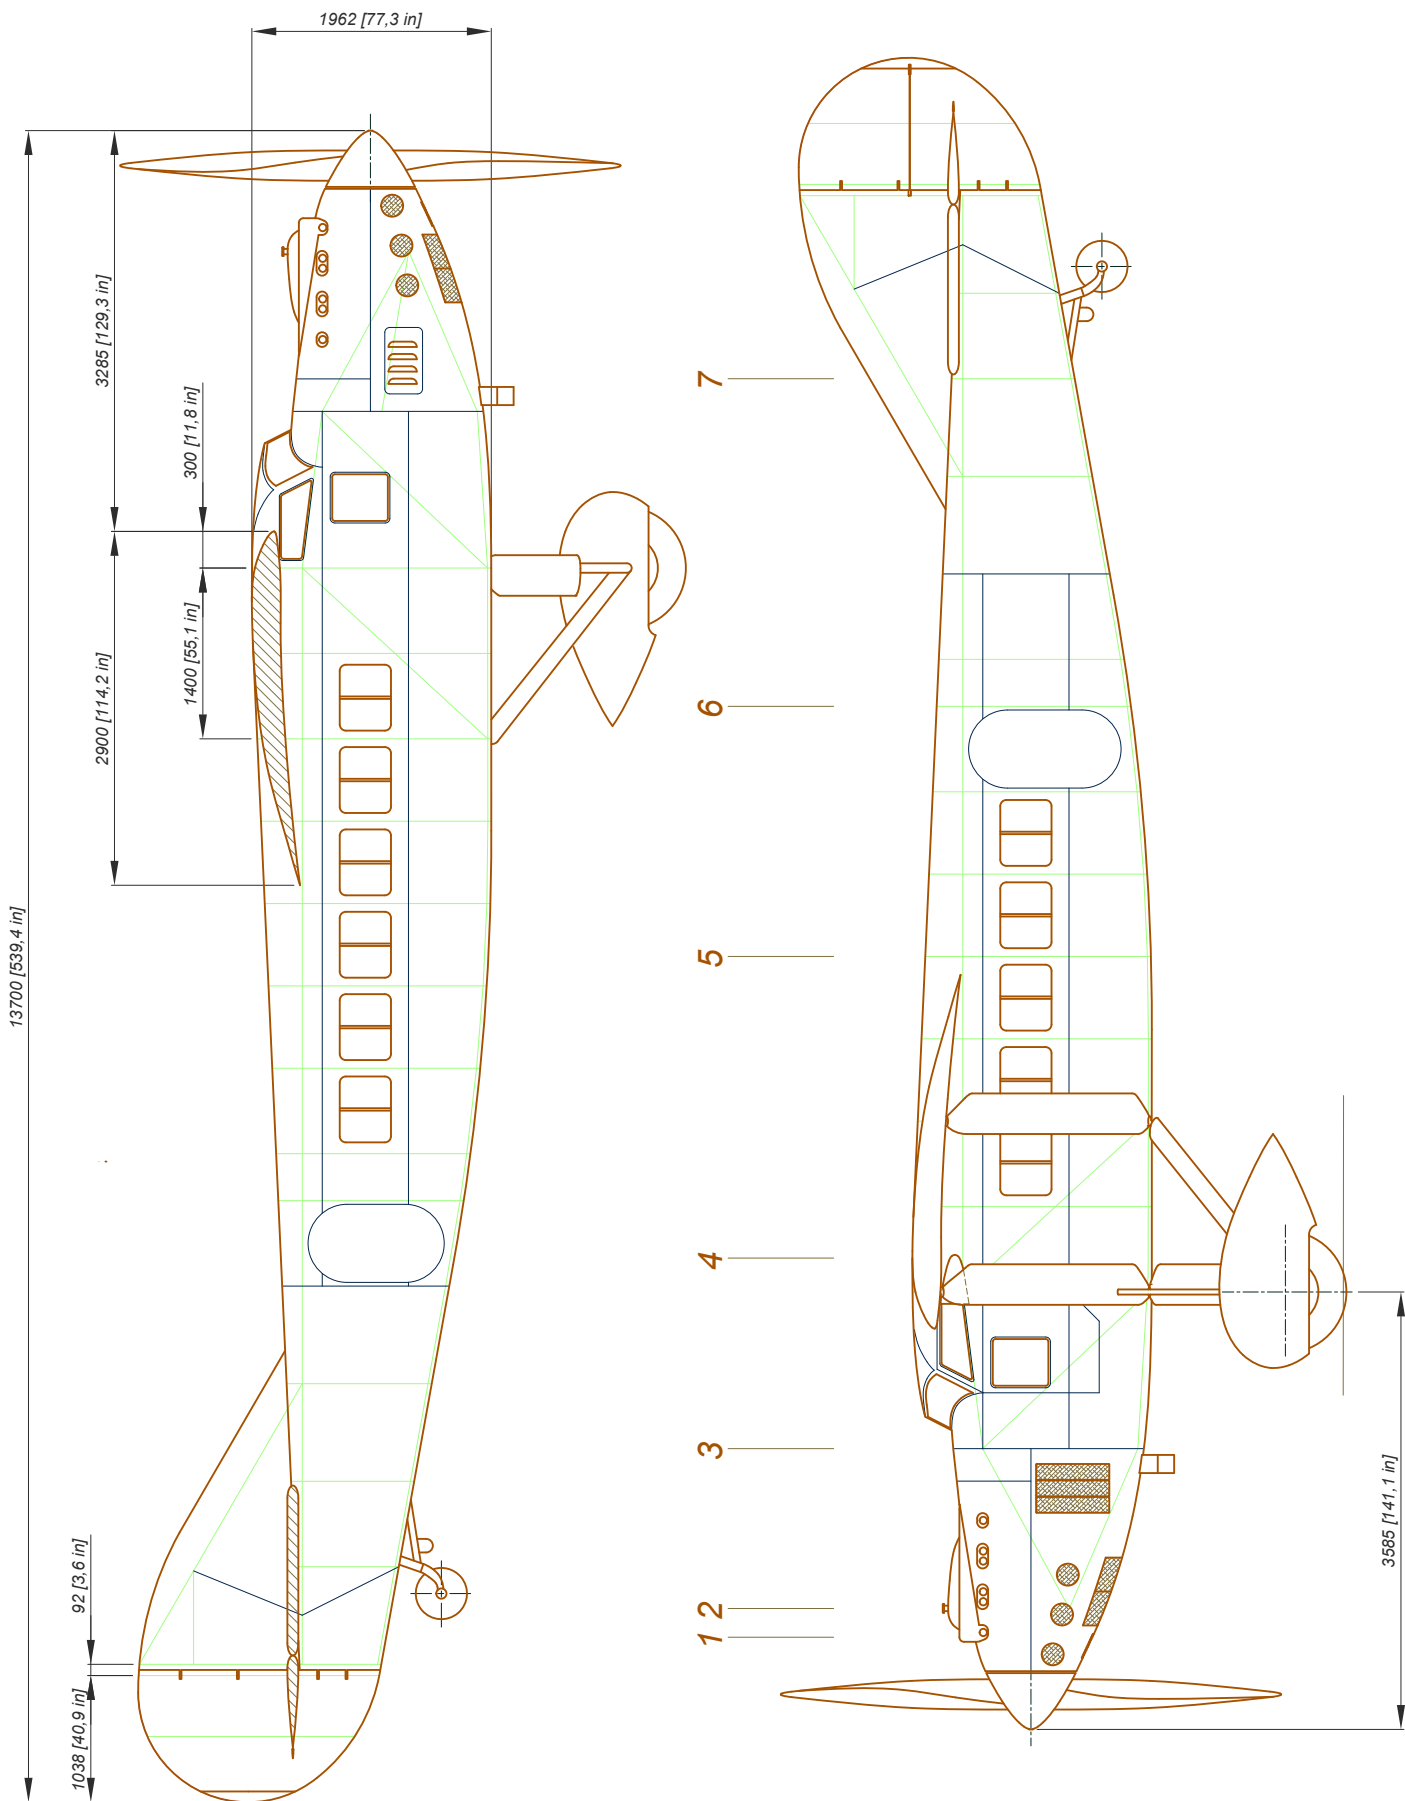 1962 [77,3 in]
3285 [129,3 in]
300 [11,8 in]
1400 [55,1 in]
2900 [114,2 in]
13700 [539,4 in]
92 [3,6 in]
1038 [40,9 in]
7
6
5
4
3
2
1
3585 [141,1 in]